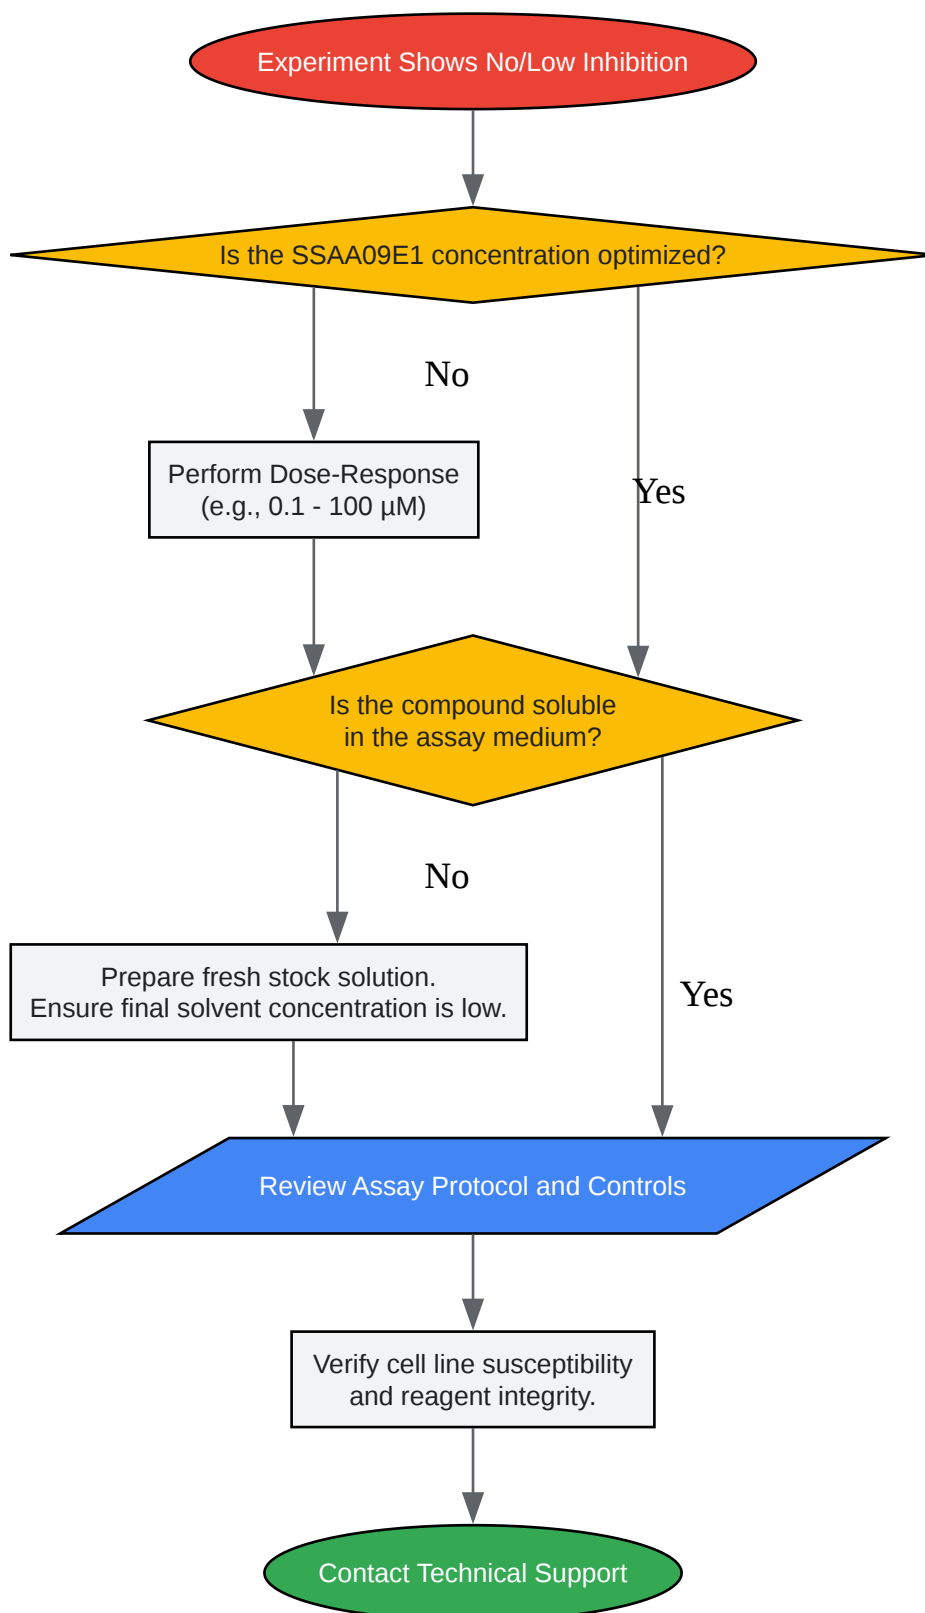 Experiment Shows No/Low Inhibition
Is the SSAA09E1 concentration optimized?
No
Perform Dose-Response
(e.g., 0.1 - 100 µM)
Yes
Is the compound soluble
in the assay medium?
No
Prepare fresh stock solution.
Ensure final solvent concentration is low.
Yes
Review Assay Protocol and Controls
Verify cell line susceptibility
and reagent integrity.
Contact Technical Support